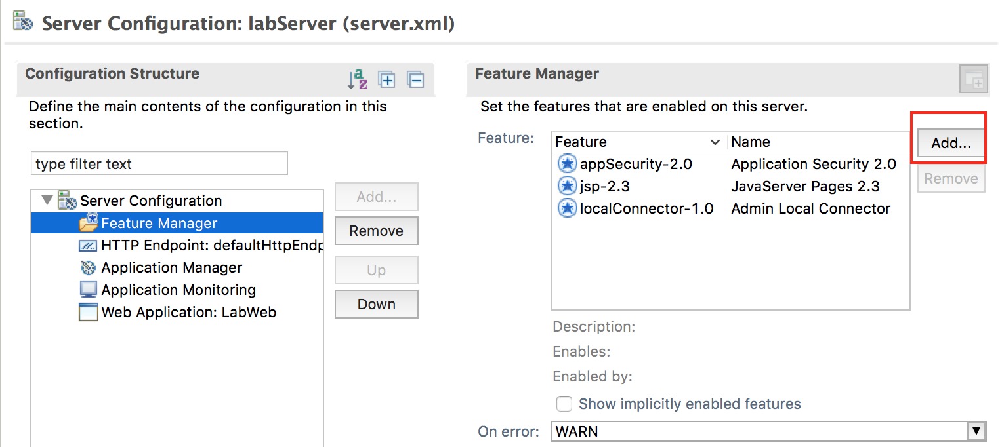 Server Configuration: labServer (server.xml)
Configuration Structure
a
z
Define the main contents of the configuration in this
section.
type filter text
Server Configuration
Feature Manager
HTTP Endpoint: defaultHttpEndp
Application Manager
Application Monitoring
Web Application: LabWeb
Add...
Remove
Up
Down
Feature Manager
Set the features that are enabled on this server.
Feature:
Feature Name
appSecurity-2.0 Application Security 2.0
jsp-2.3 JavaServer Pages 2.3
localConnector-1.0 Admin Local Connector
Add...
Remove
Description:
Enables:
Enabled by:
Show implicitly enabled features
On error: WARN